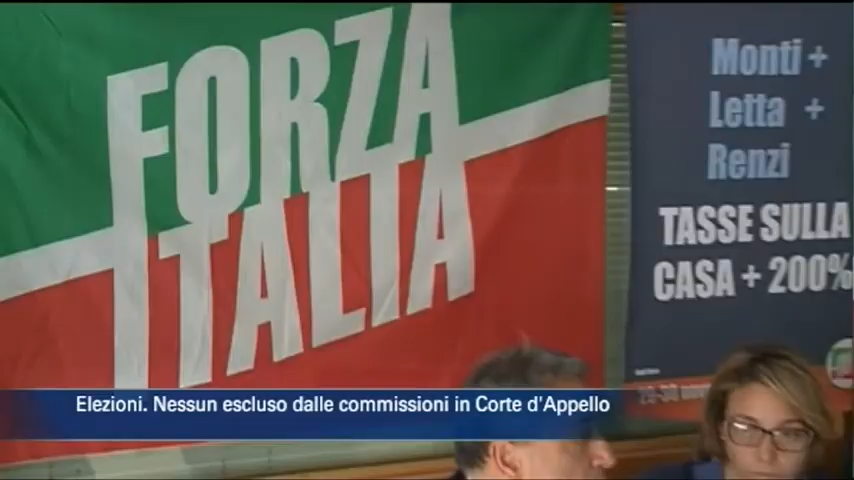 FORZA
ITALIA
Monti +
Letta +
Renzi
TASSE SULLA
CASA + 200%
Elezioni. Nessun escluso dalle commissioni in Corte d'Appello